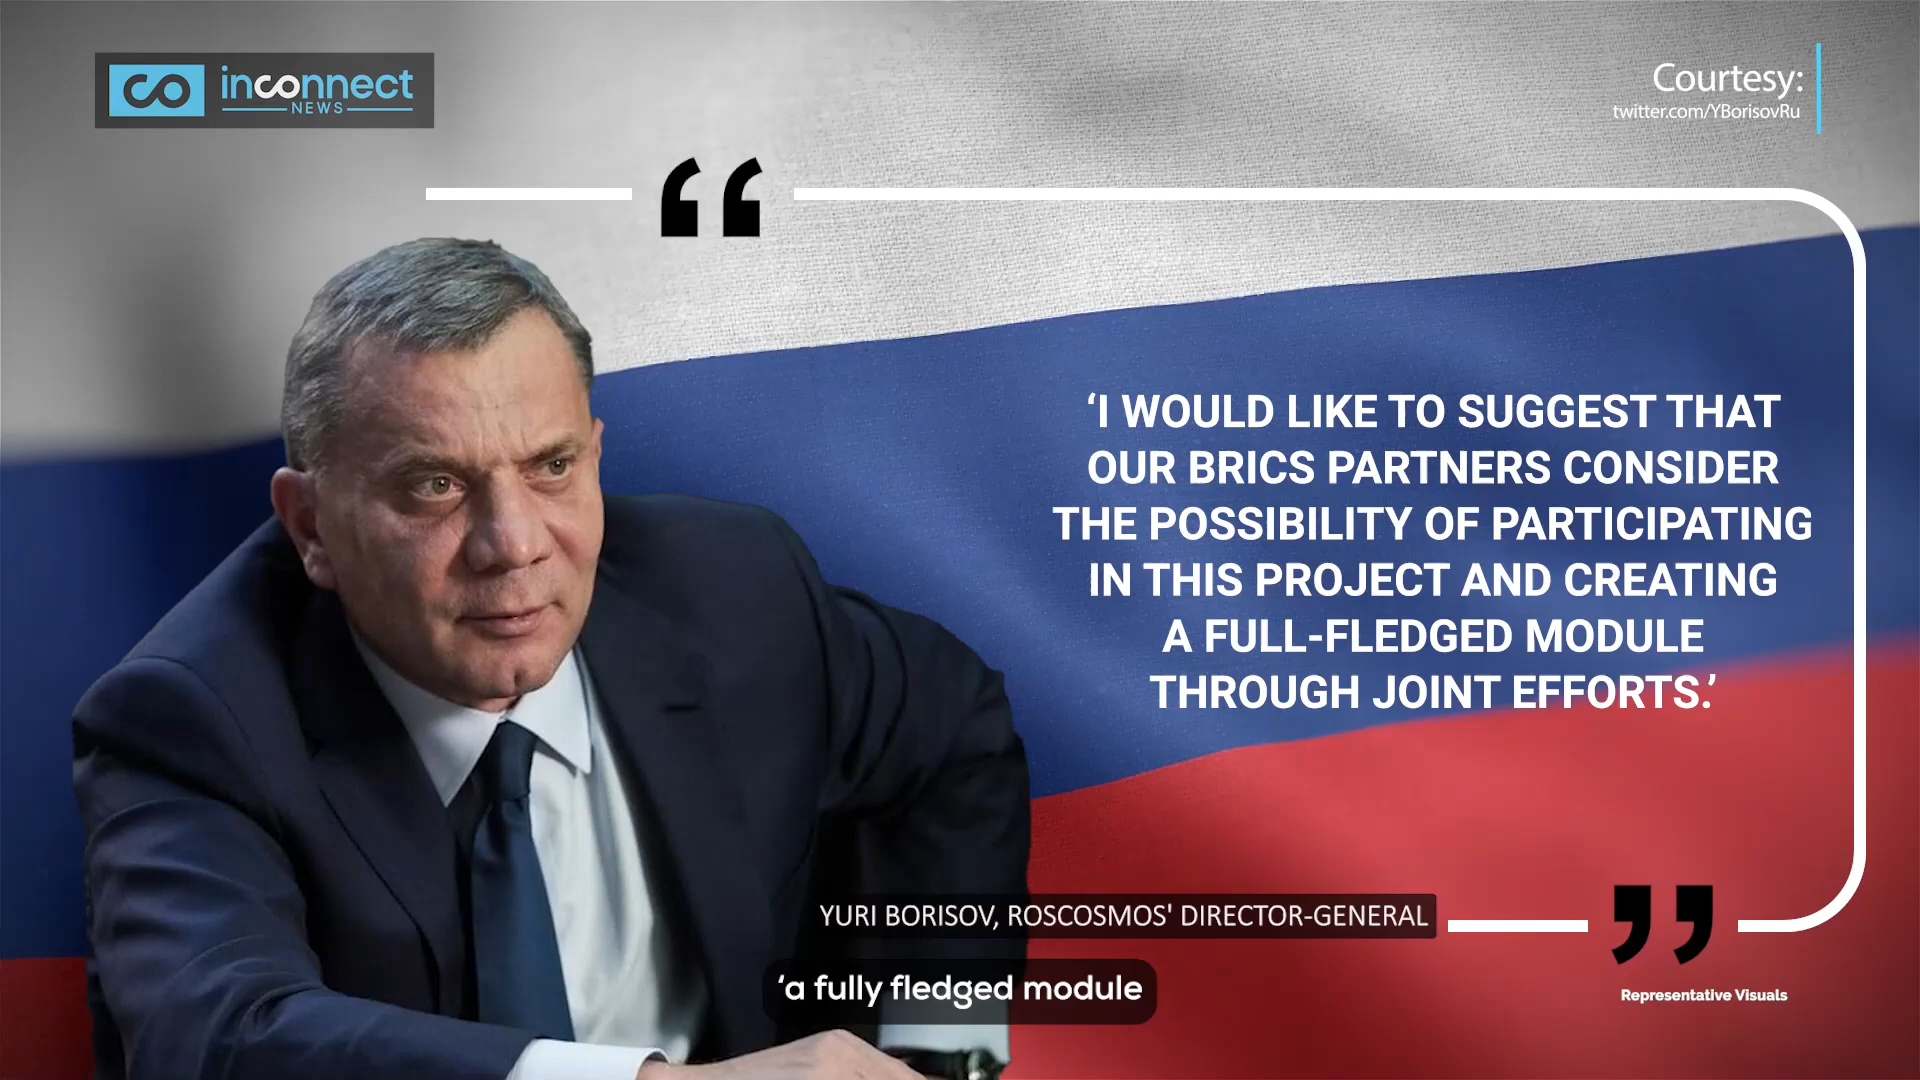 inconnect
NEWS
Courtesy:
twitter.com/YBorisovRu
“
‘I WOULD LIKE TO SUGGEST THAT
OUR BRICS PARTNERS CONSIDER
THE POSSIBILITY OF PARTICIPATING
IN THIS PROJECT AND CREATING
A FULL-FLEDGED MODULE
THROUGH JOINT EFFORTS.’
YURI BORISOV, ROSCOSMOS' DIRECTOR-GENERAL
”
‘a fully fledged module
Representative Visuals